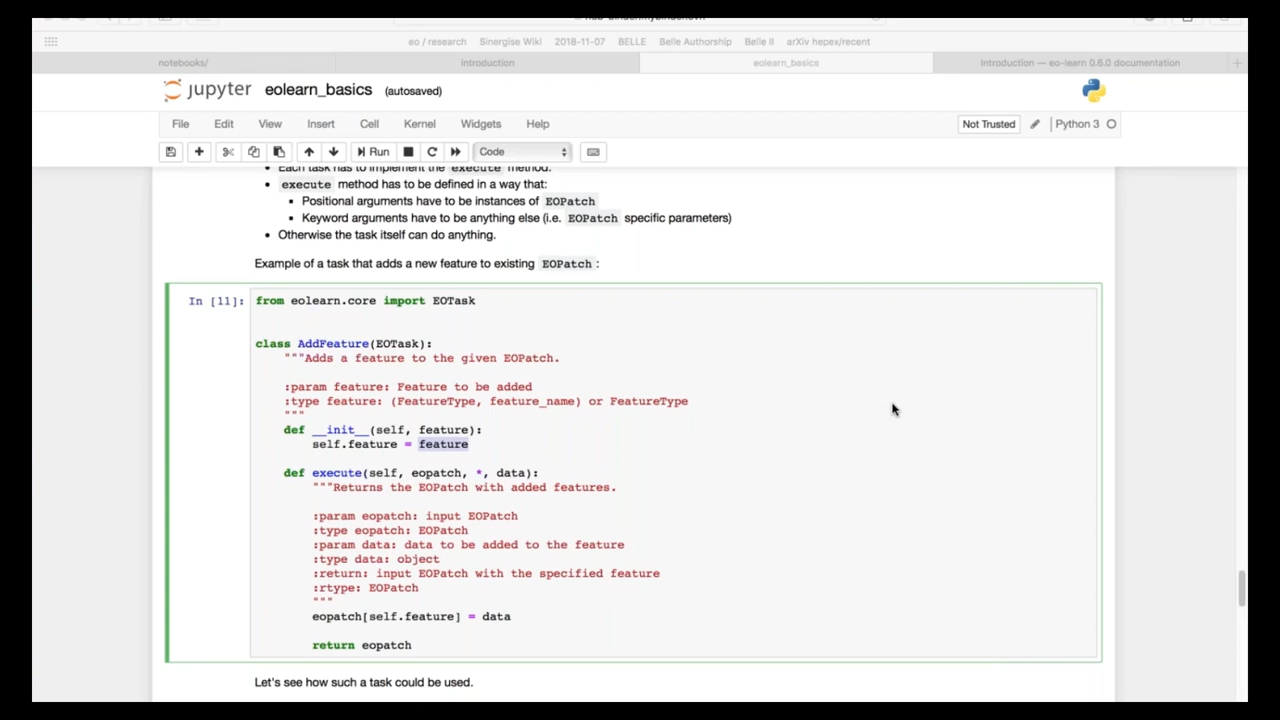 eo / research Sinergise Wiki 2018-11-07 BELLE Belle Authorship Belle II arXiv hepex/recent
notebooks/ Introduction eolearn_basics Introduction — eo-learn 0.6.0 documentation +
jupyter eolearn_basics (autosaved)
File Edit View Insert Cell Kernel Widgets Help Not Trusted Python 3
Run Code
Each task has to implement the execute method.
execute method has to be defined in a way that:
Positional arguments have to be instances of EOPatch
Keyword arguments have to be anything else (i.e. EOPatch specific parameters)
Otherwise the task itself can do anything.
Example of a task that adds a new feature to existing EOPatch :
In [11]: from eolearn.core import EOTask
class AddFeature(EOTask):
"""Adds a feature to the given EOPatch.
:param feature: Feature to be added
:type feature: (FeatureType, feature_name) or FeatureType
"""
def __init__(self, feature):
self.feature = feature
def execute(self, eopatch, *, data):
"""Returns the EOPatch with added features.
:param eopatch: input EOPatch
:type eopatch: EOPatch
:param data: data to be added to the feature
:type data: object
:return: input EOPatch with the specified feature
:rtype: EOPatch
"""
eopatch[self.feature] = data
return eopatch
Let's see how such a task could be used.